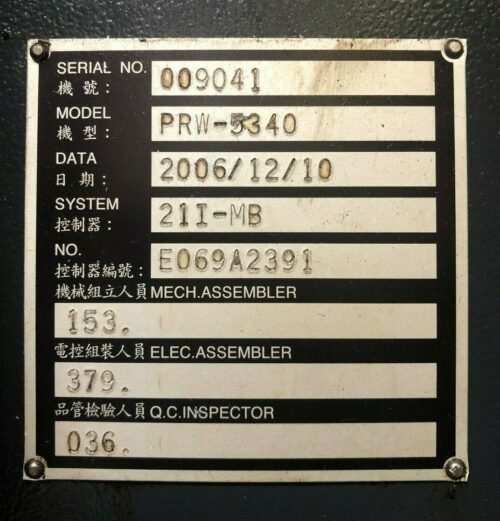 SERIAL NO. 009041
機 號：
MODEL PRW-5340
機 型：
DATA 2006/12/10
日 期：
SYSTEM 21I-MB
控制器：
NO. E069A2391
控制器編號：
機械組立人員 MECH.ASSEMBLER
153.
電控組裝人員 ELEC.ASSEMBLER
379.
品管檢驗人員 Q.C.INSPECTOR
036.